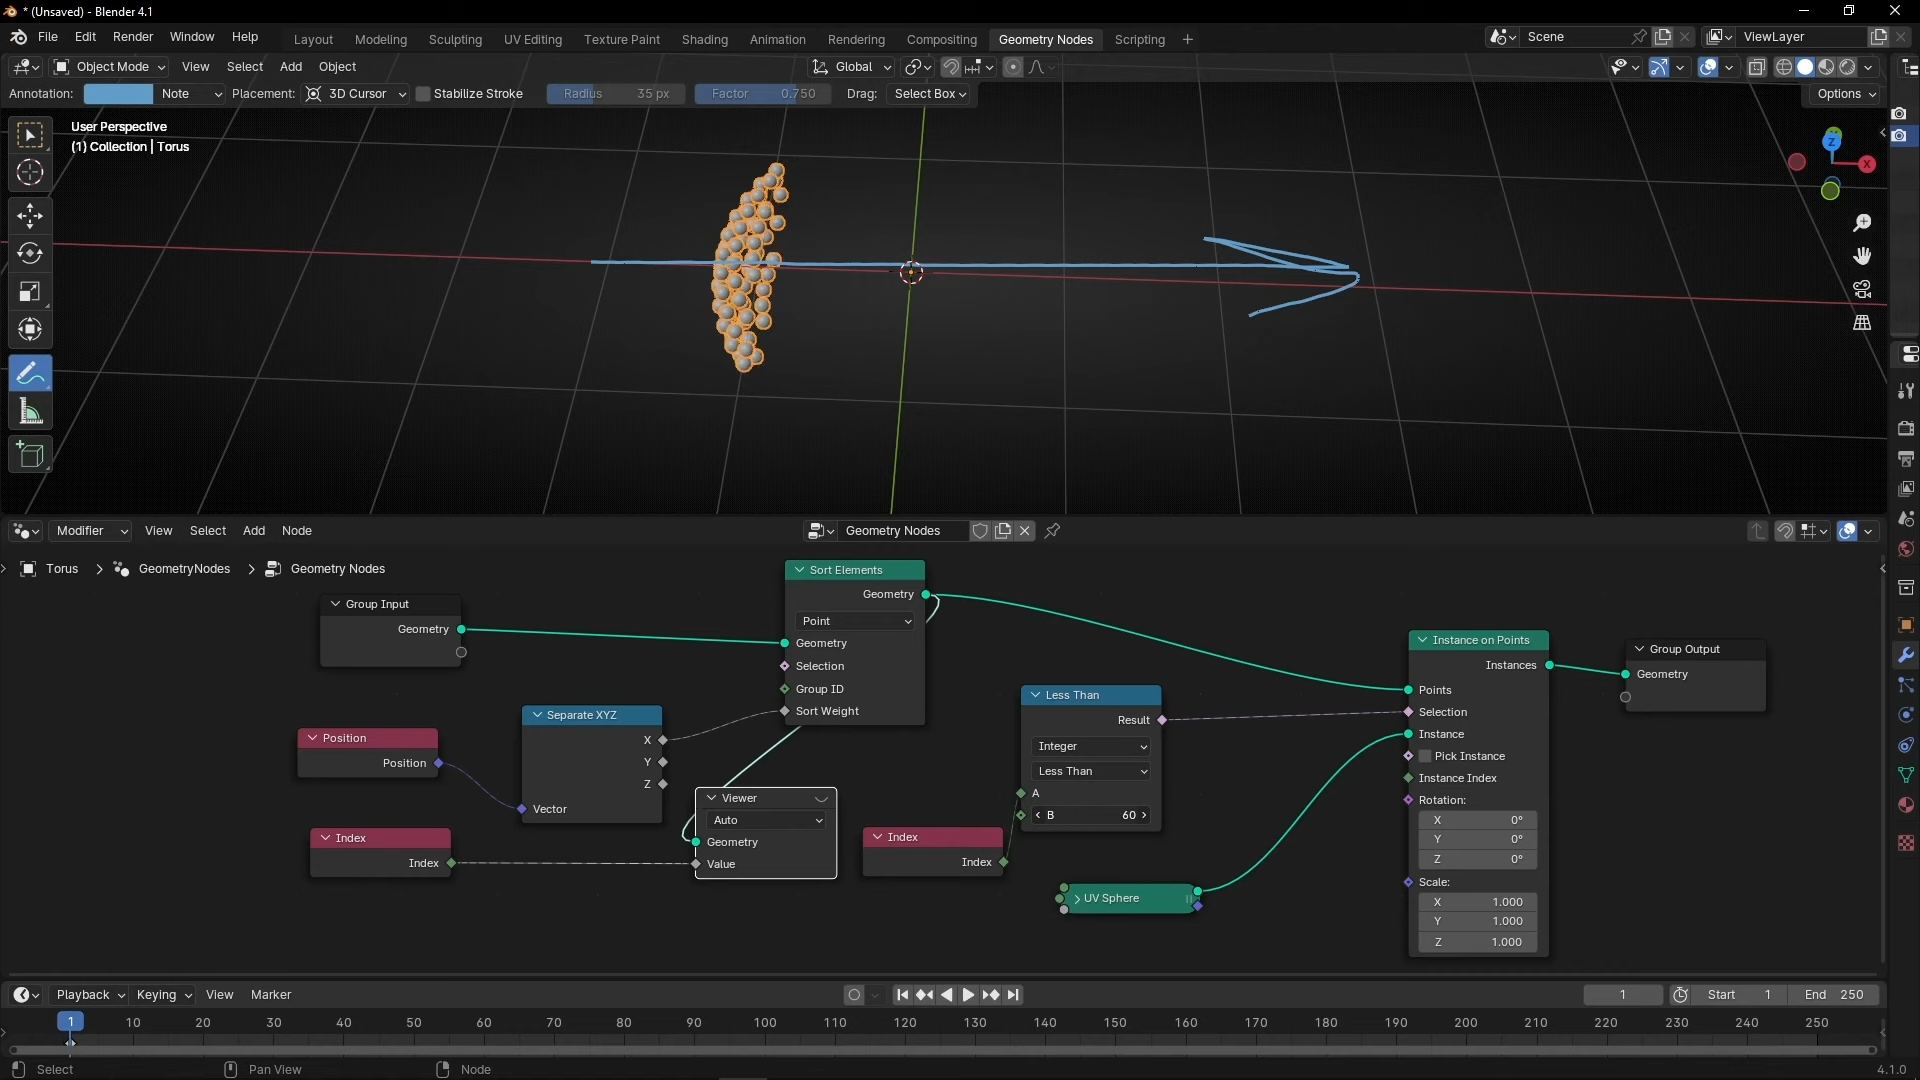 * (Unsaved) - Blender 4.1
File Edit Render Window Help Layout Modeling Sculpting UV Editing Texture Paint Shading Animation Rendering Compositing Geometry Nodes Scripting + Scene ViewLayer
Object Mode View Select Add Object Global
Annotation: Note Placement: 3D Cursor Stabilize Stroke Radius 35 px Factor 0.750 Drag: Select Box Options
User Perspective
(1) Collection | Torus
Z
X
Modifier View Select Add Node Geometry Nodes
Torus > GeometryNodes > Geometry Nodes
Group Input
Geometry
Sort Elements
Geometry
Point
Geometry
Selection
Group ID
Sort Weight
Position
Position
Separate XYZ
X
Y
Z
Vector
Index
Index
Viewer
Auto
Geometry
Value
Index
Index
Less Than
Result
Integer
Less Than
A
B 60
UV Sphere
Instance on Points
Instances
Points
Selection
Instance
Pick Instance
Instance Index
Rotation:
X 0°
Y 0°
Z 0°
Scale:
X 1.000
Y 1.000
Z 1.000
Group Output
Geometry
Playback Keying View Marker 1 Start 1 End 250
1 10 20 30 40 50 60 70 80 90 100 110 120 130 140 150 160 170 180 190 200 210 220 230 240 250
Select Pan View Node 4.1.0